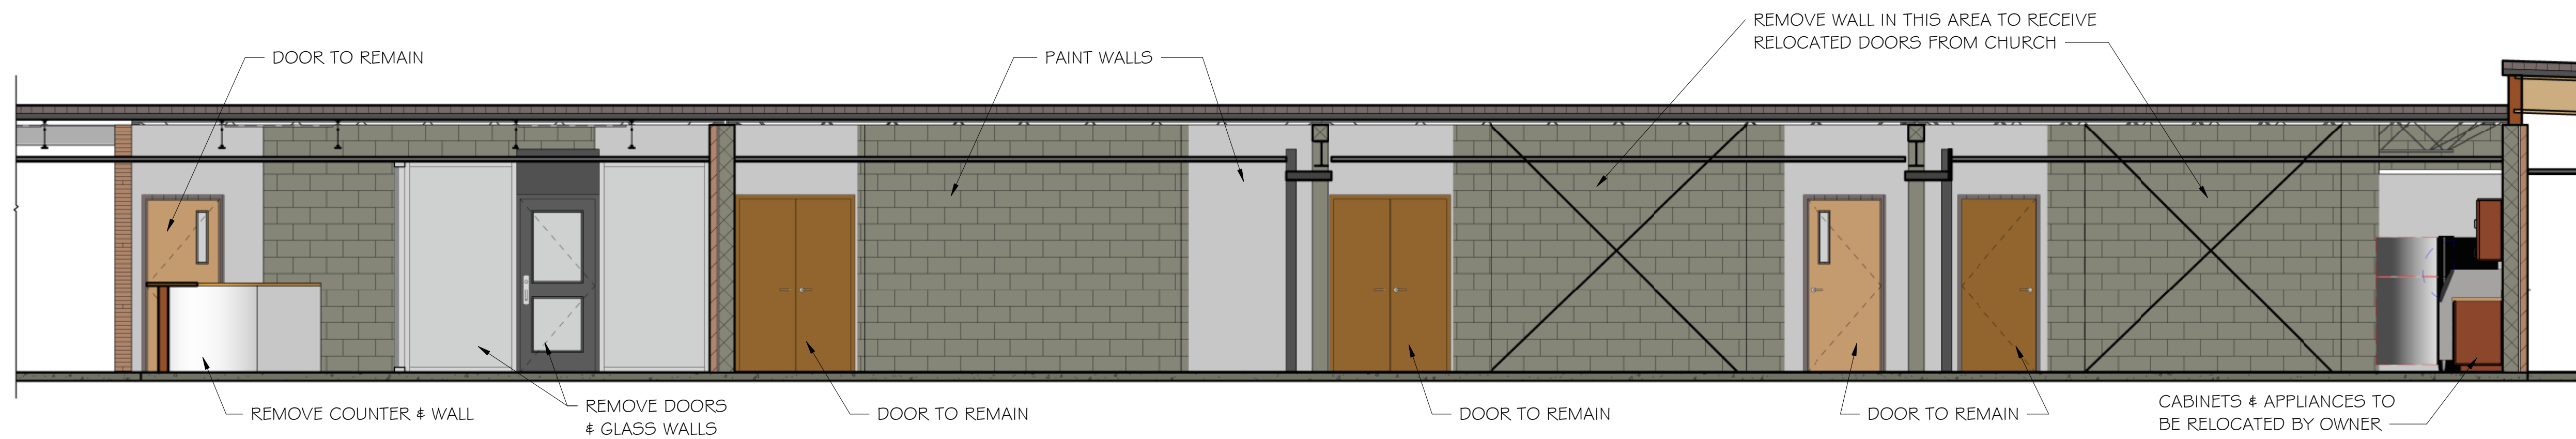 REMOVE WALL IN THIS AREA TO RECEIVE
RELOCATED DOORS FROM CHURCH
DOOR TO REMAIN
PAINT WALLS
REMOVE COUNTER & WALL
REMOVE DOORS
& GLASS WALLS
DOOR TO REMAIN
DOOR TO REMAIN
DOOR TO REMAIN
CABINETS & APPLIANCES TO
BE RELOCATED BY OWNER